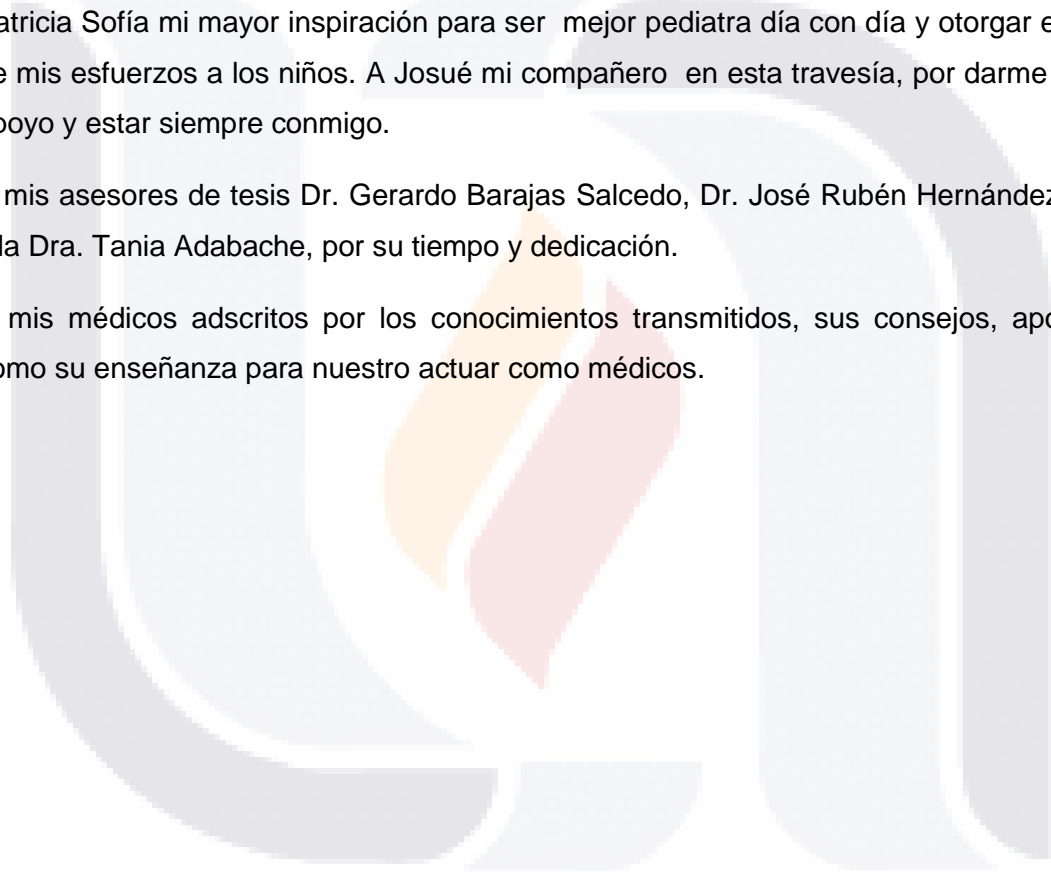 atricia Sofía mi mayor inspiración para ser mejor pediatra día con día y otorgar e
e mis esfuerzos a los niños. A Josué mi compañero en esta travesía, por darme
poyo y estar siempre conmigo.
mis asesores de tesis Dr. Gerardo Barajas Salcedo, Dr. José Rubén Hernández
la Dra. Tania Adabache, por su tiempo y dedicación.
mis médicos adscritos por los conocimientos transmitidos, sus consejos, apo
omo su enseñanza para nuestro actuar como médicos.